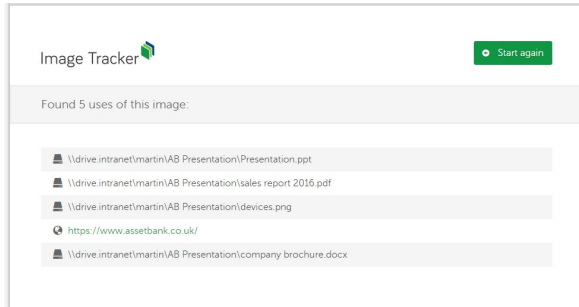 Image Tracker
Start again
Found 5 uses of this image:
\\drive.intranet\martin\AB Presentation\Presentation.ppt
\\drive.intranet\martin\AB Presentation\sales report 2016.pdf
\\drive.intranet\martin\AB Presentation\devices.png
https://www.assetbank.co.uk/
\\drive.intranet\martin\AB Presentation\company brochure.docx